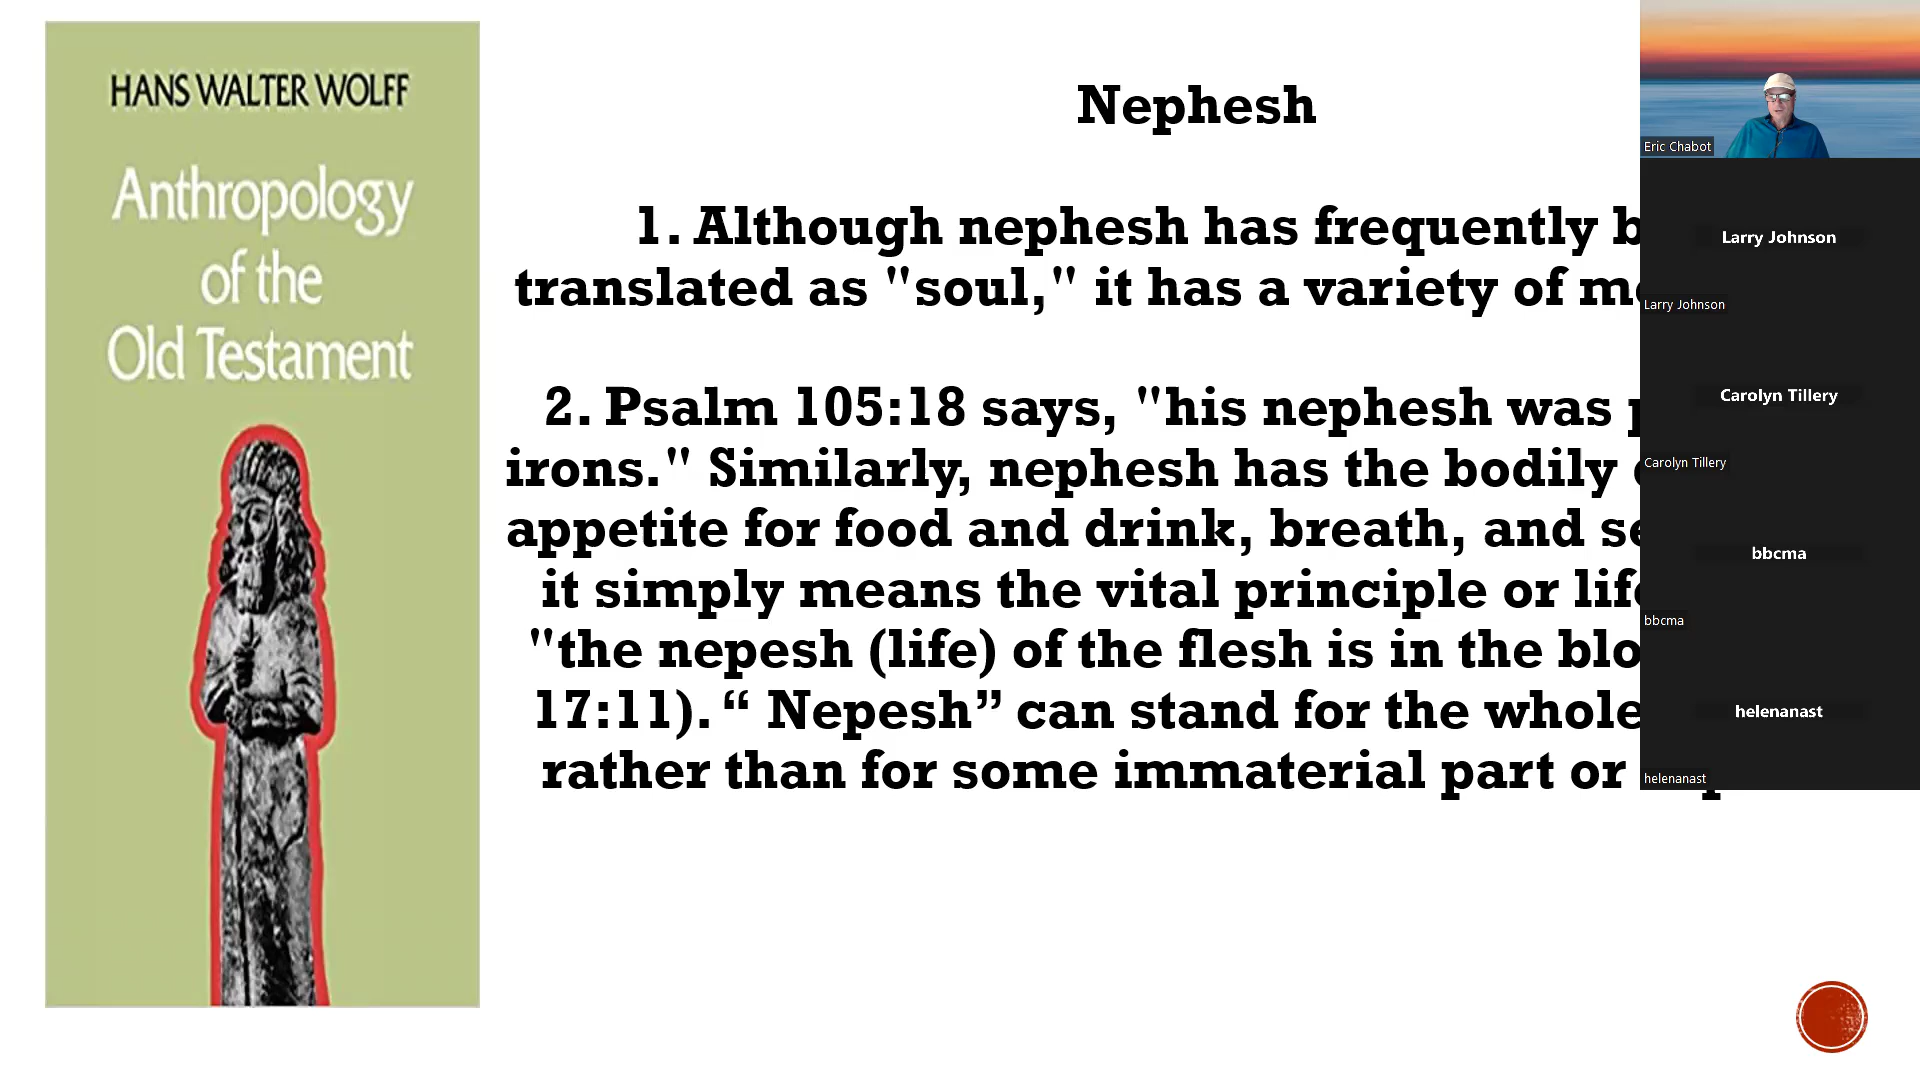 HANS WALTER WOLFF
Anthropology
of the
Old Testament
Nephesh
1. Although nephesh has frequently
translated as "soul," it has a variety of
2. Psalm 105:18 says, "his nephesh was
irons." Similarly, nephesh has the bodily
appetite for food and drink, breath, and
it simply means the vital principle or
"the nepesh (life) of the flesh is in the
17:11). “ Nepesh” can stand for the whole
rather than for some immaterial part or
Eric Chabot
Larry Johnson
Larry Johnson
Carolyn Tillery
Carolyn Tillery
bbcma
bbcma
helenanast
helenanast